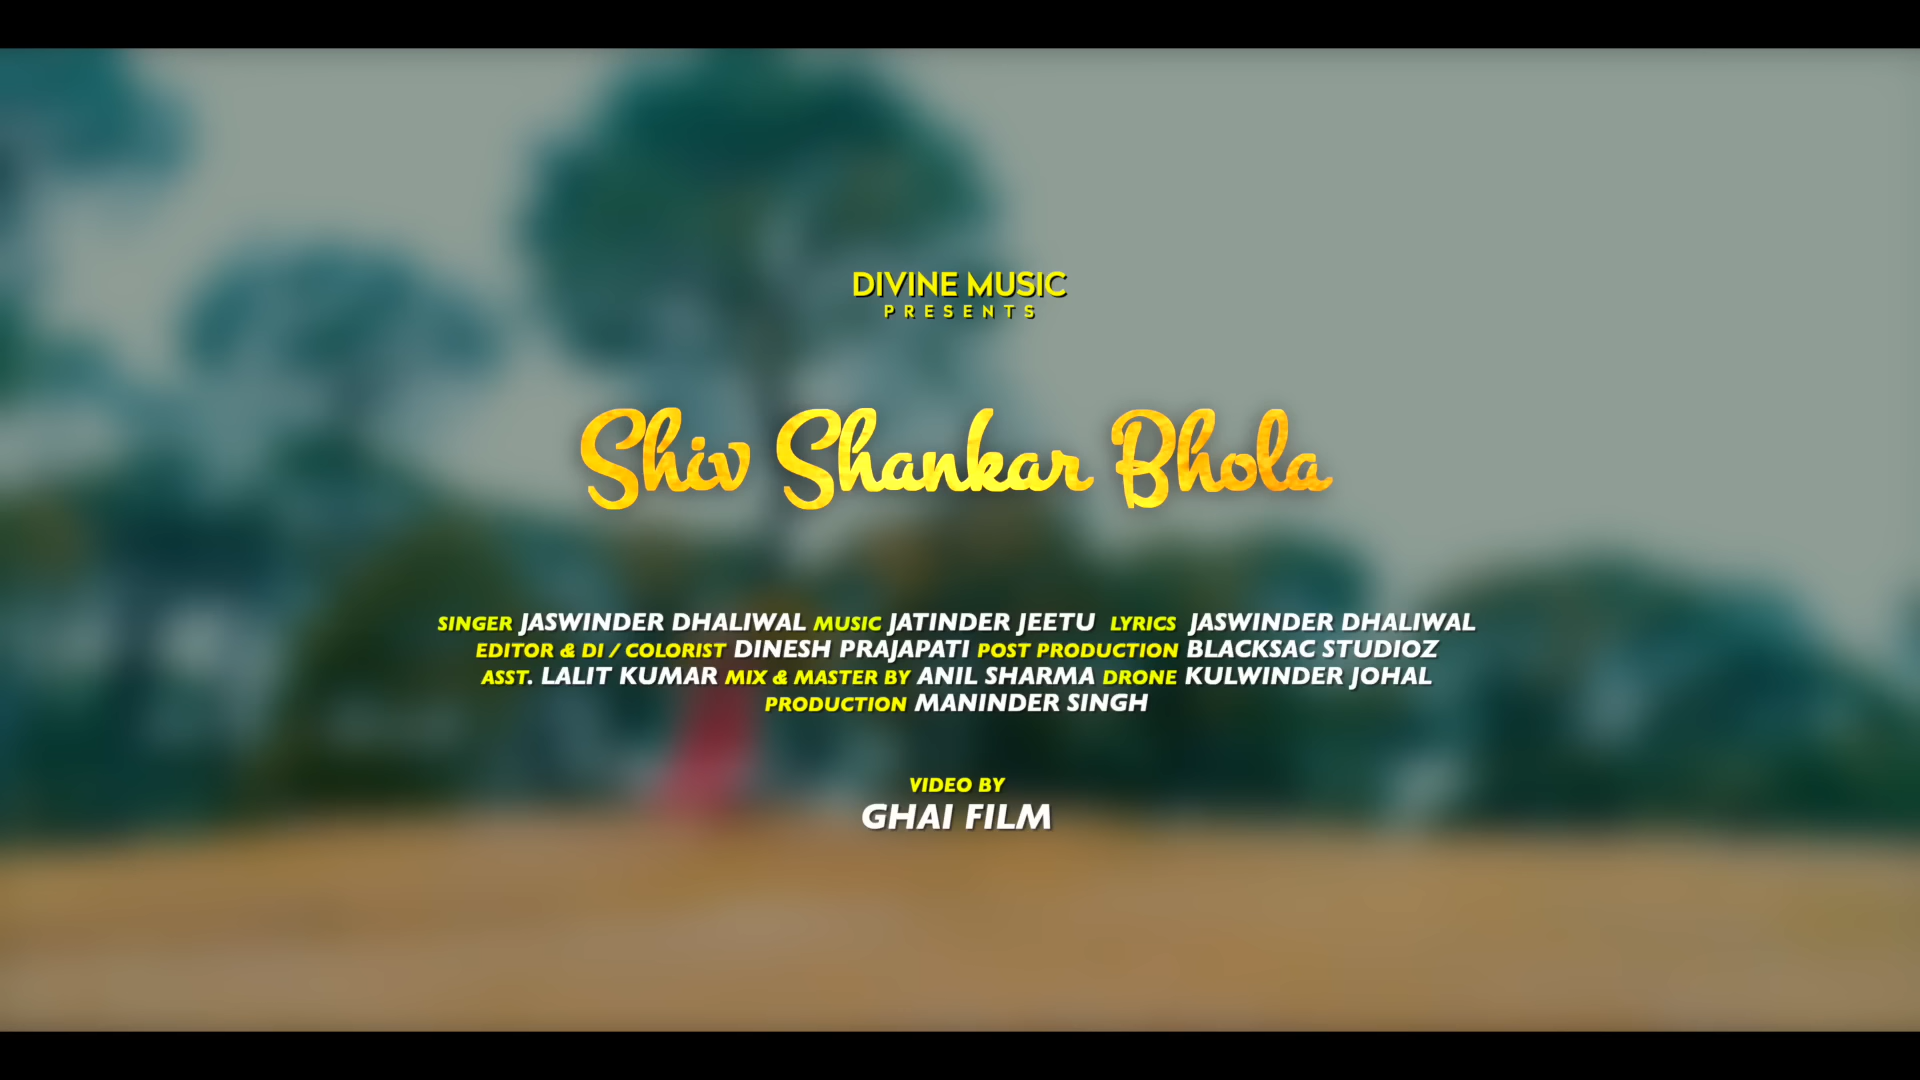 DIVINE MUSIC
PRESENTS
Shiv Shankar Bhola
SINGER JASWINDER DHALIWAL MUSIC JATINDER JEETU LYRICS JASWINDER DHALIWAL
EDITOR & DI / COLORIST DINESH PRAJAPATI POST PRODUCTION BLACKSAC STUDIOZ
ASST. LALIT KUMAR MIX & MASTER BY ANIL SHARMA DRONE KULWINDER JOHAL
PRODUCTION MANINDER SINGH
VIDEO BY
GHAI FILM